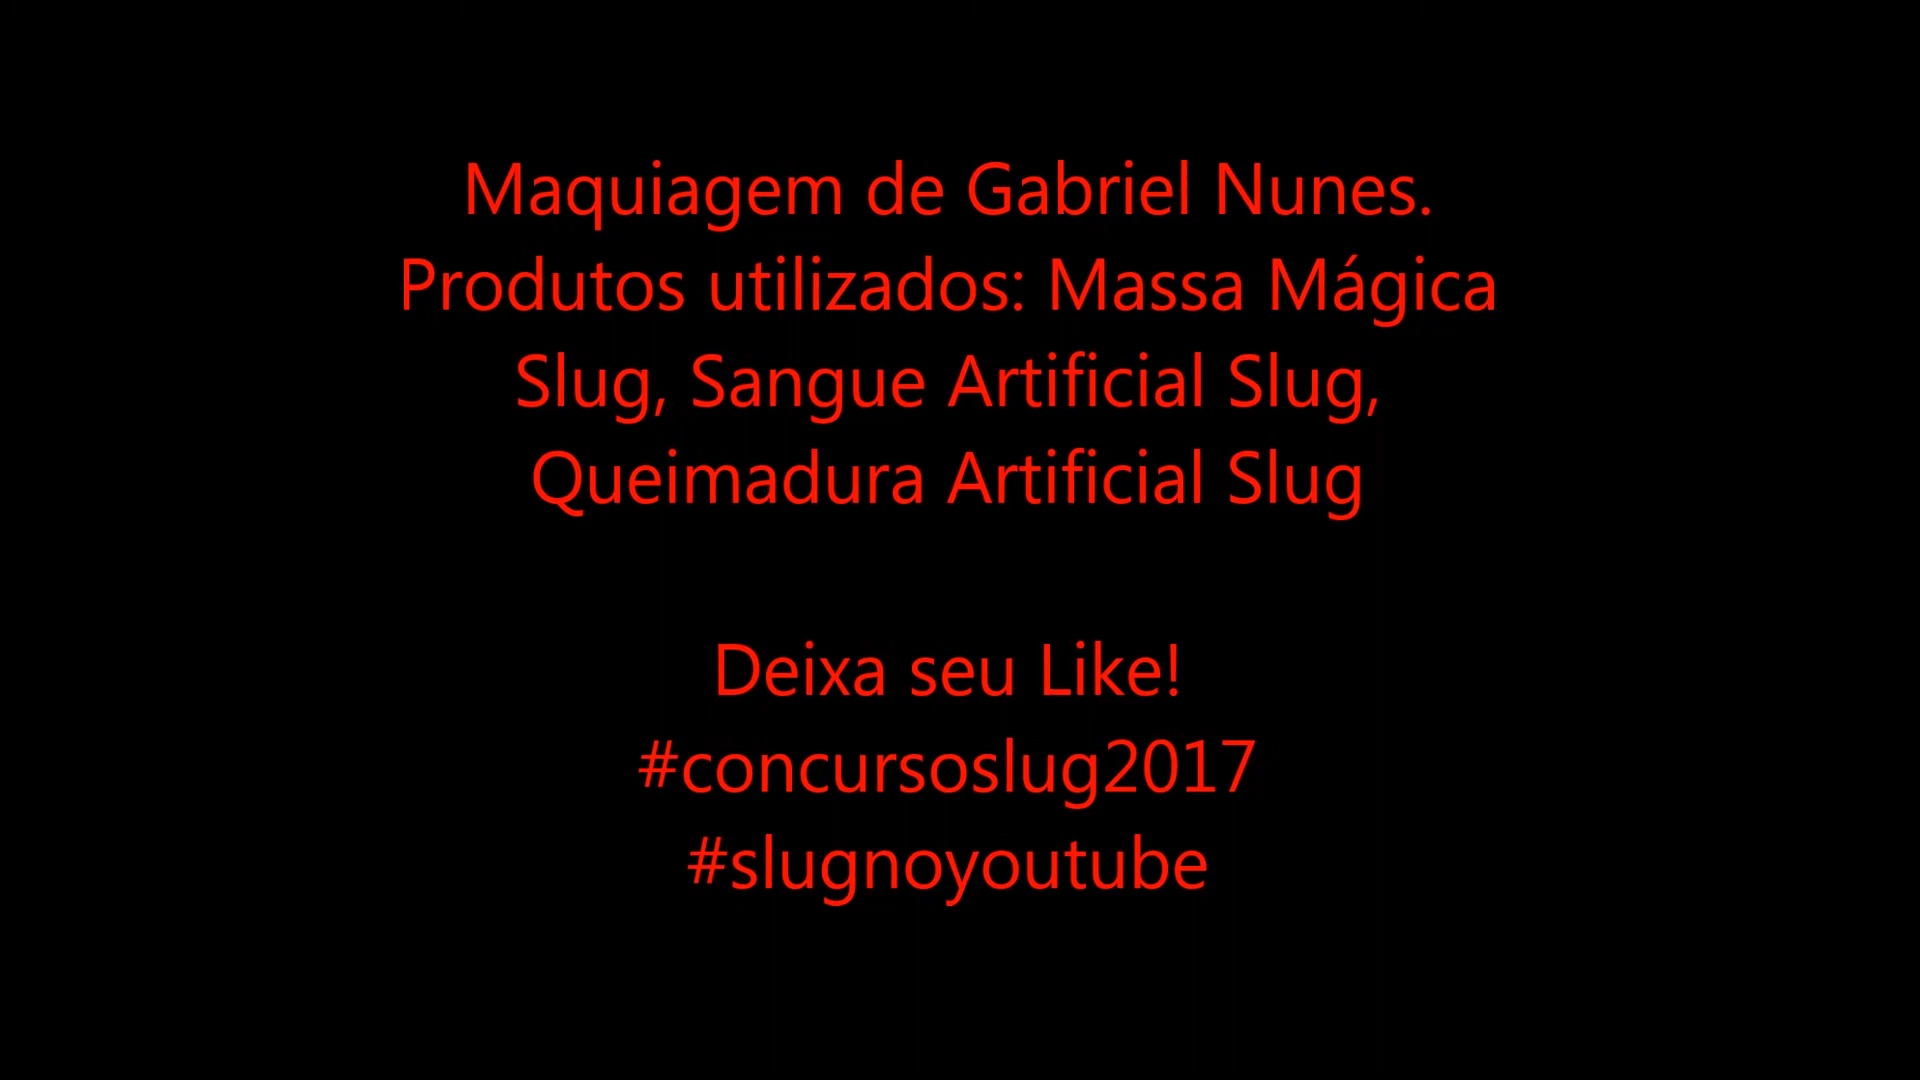 Maquiagem de Gabriel Nunes.
Produtos utilizados: Massa Mágica
Slug, Sangue Artificial Slug,
Queimadura Artificial Slug
Deixa seu Like!
#concursoslug2017
#slugnoyoutube